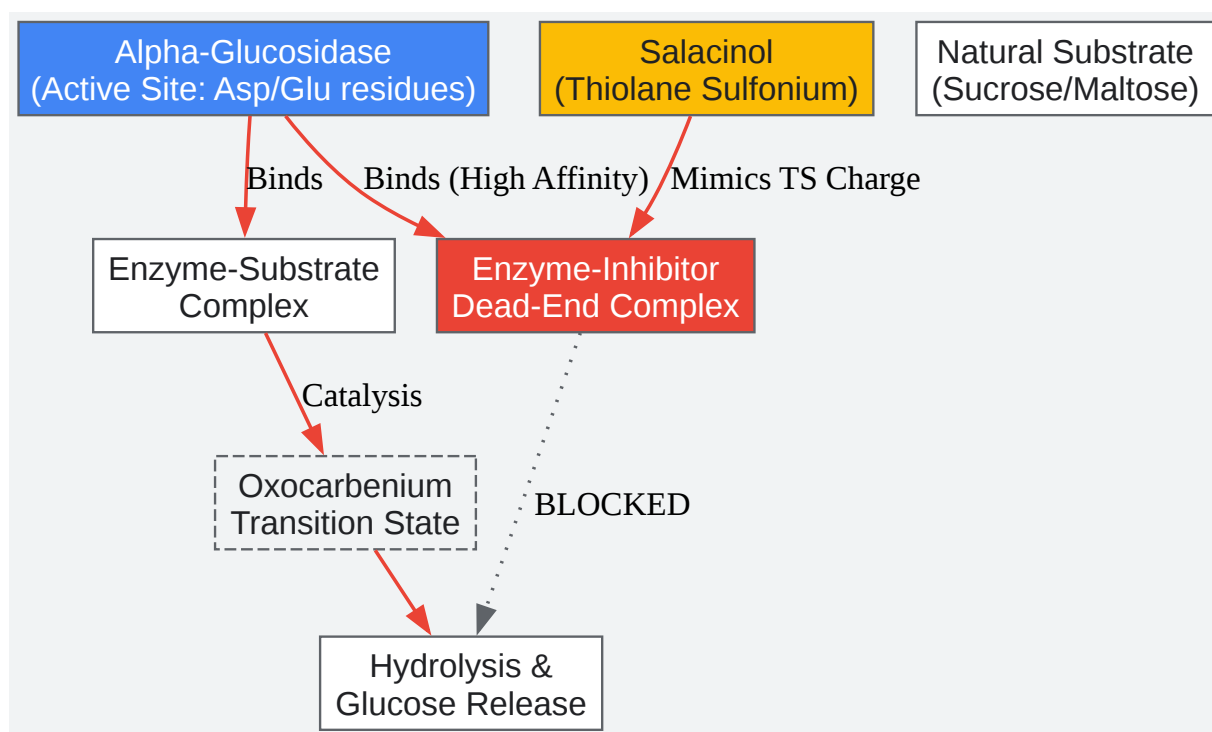 Alpha-Glucosidase
(Active Site: Asp/Glu residues)
Salacinol
(Thiolane Sulfonium)
Natural Substrate
(Sucrose/Maltose)
Binds
Binds (High Affinity)
Mimics TS Charge
Enzyme-Substrate
Complex
Enzyme-Inhibitor
Dead-End Complex
Catalysis
Oxocarbenium
Transition State
BLOCKED
Hydrolysis &
Glucose Release